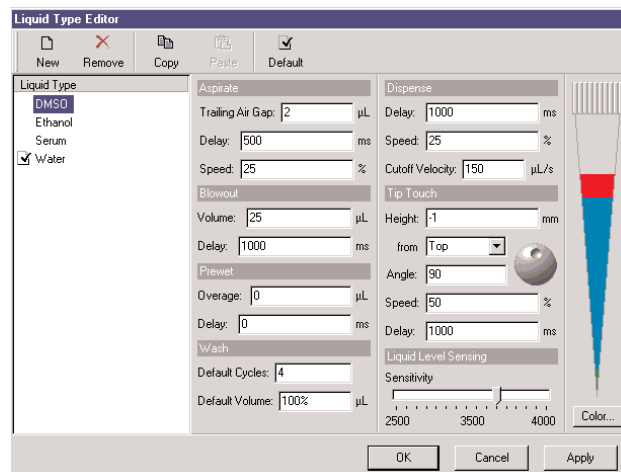 Liquid Type Editor
New Remove Copy Paste Default
Liquid Type
DMSO
Ethanol
Serum
Water
Aspirate
Trailing Air Gap: 2 µL
Delay: 500 ms
Speed: 25 %
Blowout
Volume: 25 µL
Delay: 1000 ms
Prewet
Overage: 0 µL
Delay: 0 ms
Wash
Default Cycles: 4
Default Volume: 100% µL
Dispense
Delay: 1000 ms
Speed: 25 %
Cutoff Velocity: 150 µL/s
Tip Touch
Height: -1 mm
from Top
Angle: 90
Speed: 50 %
Delay: 1000 ms
Liquid Level Sensing
Sensitivity
2500 3500 4000
Color...
OK Cancel Apply